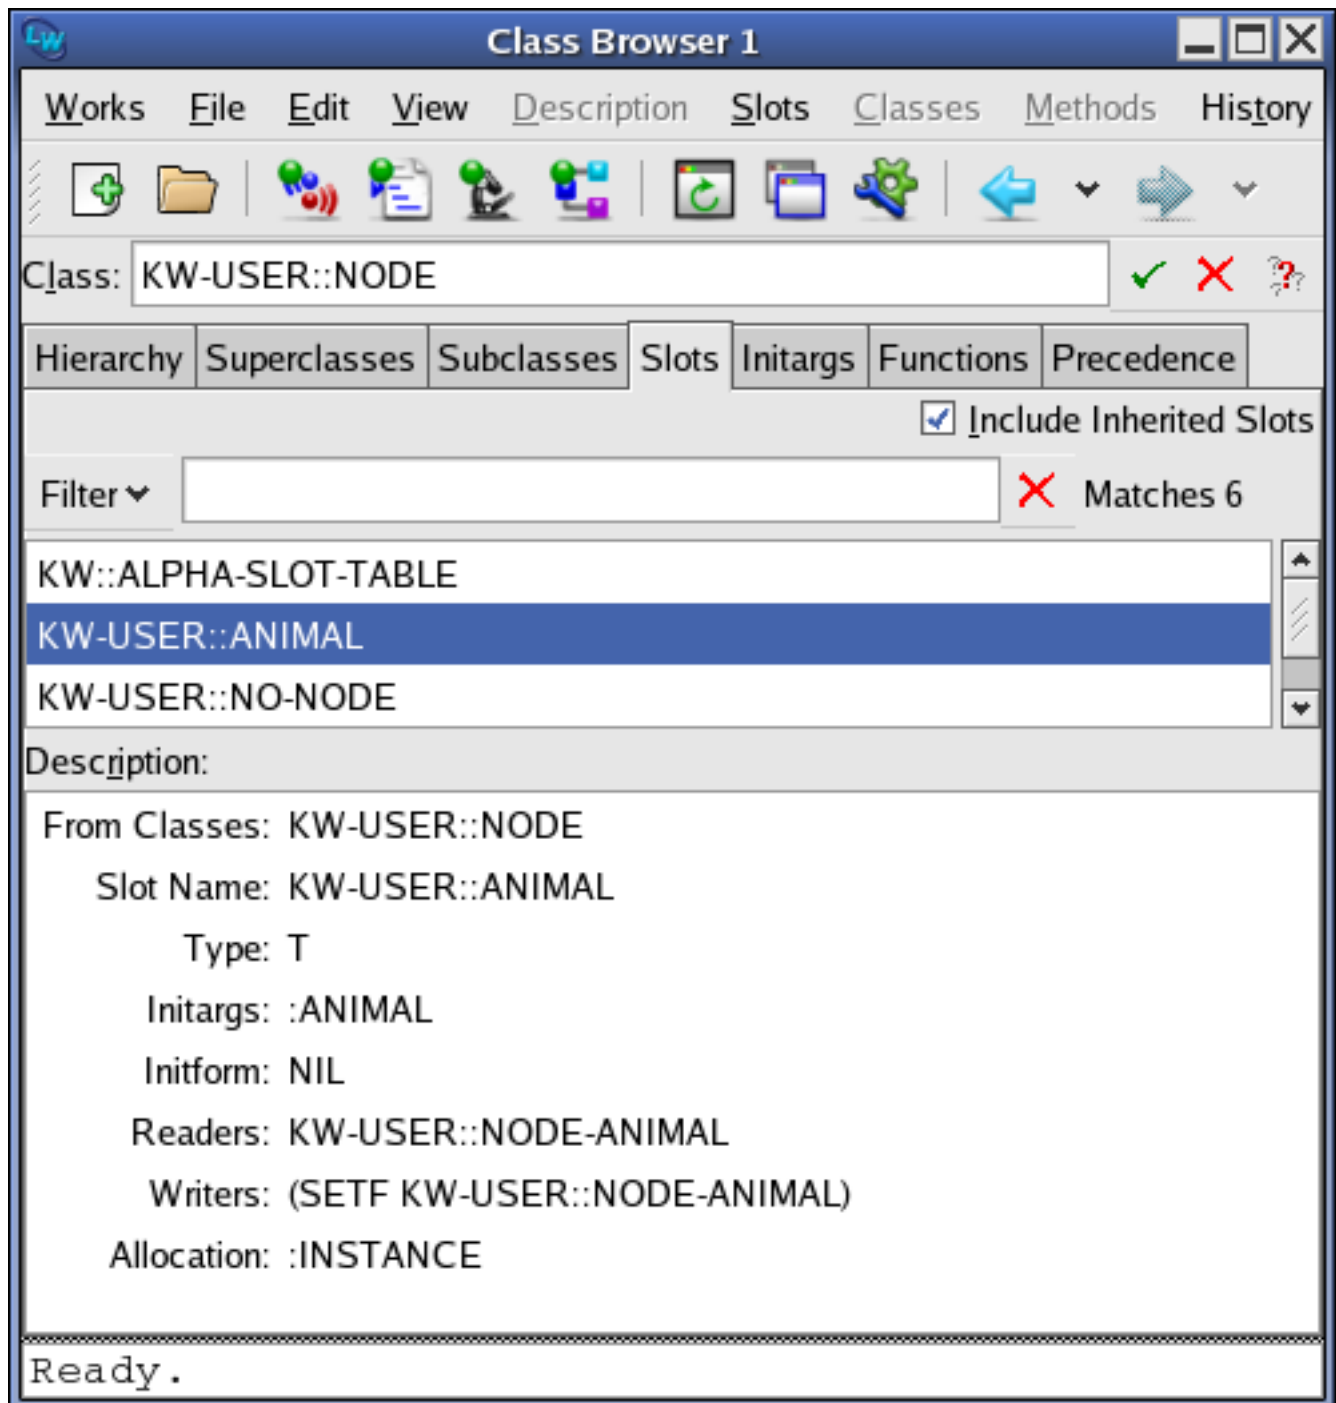 LW Class Browser 1
Works File Edit View Description Slots Classes Methods History
Class: KW-USER::NODE
Hierarchy Superclasses Subclasses Slots Initargs Functions Precedence
Include Inherited Slots
Filter Matches 6
KW::ALPHA-SLOT-TABLE
KW-USER::ANIMAL
KW-USER::NO-NODE
Description:
From Classes: KW-USER::NODE
Slot Name: KW-USER::ANIMAL
Type: T
Initargs: :ANIMAL
Initform: NIL
Readers: KW-USER::NODE-ANIMAL
Writers: (SETF KW-USER::NODE-ANIMAL)
Allocation: :INSTANCE
Ready.